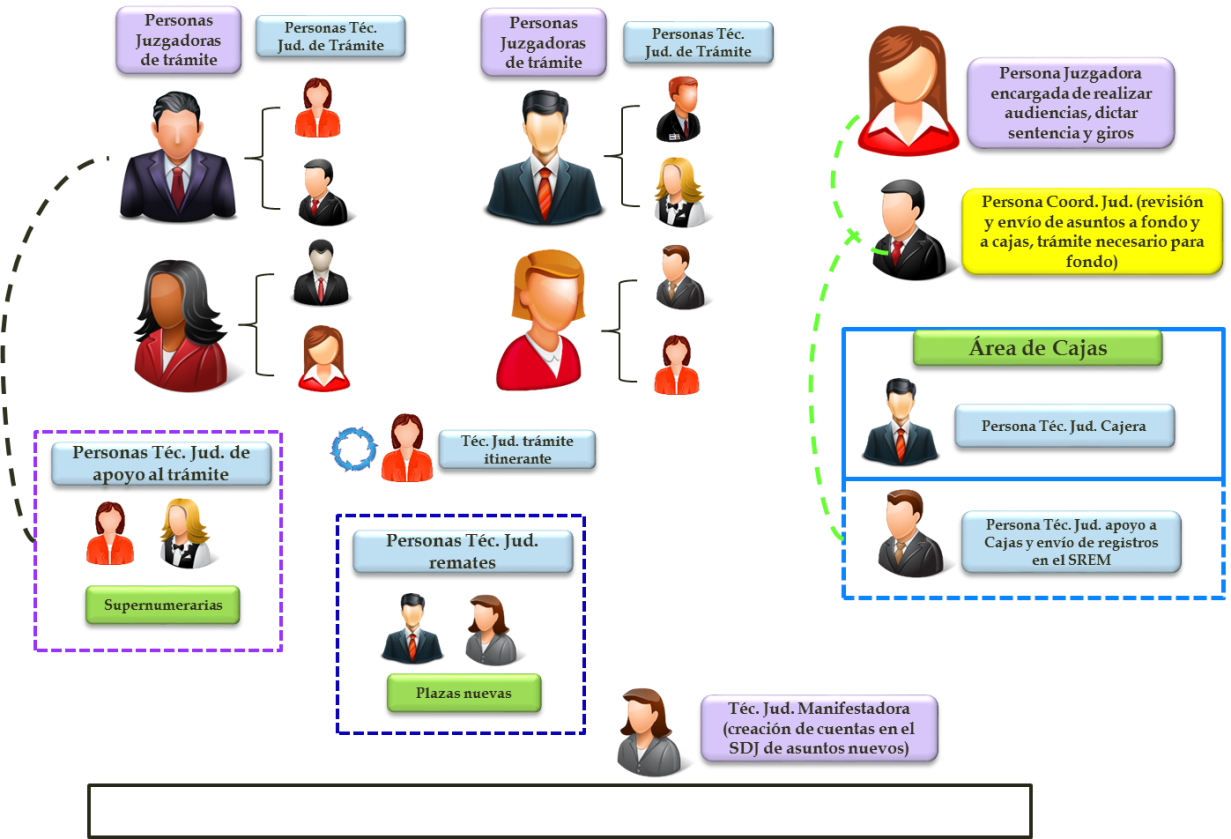 Personas
Juzgadoras
de trámite
Personas Téc.
Jud. de Trámite
Personas
Juzgadoras
de trámite
Personas Téc.
Jud. de Trámite
Persona Juzgadora
encargada de realizar
audiencias, dictar
sentencia y giros
Persona Coord. Jud. (revisión
y envío de asuntos a fondo y
a cajas, trámite necesario para
fondo)
Área de Cajas
Persona Téc. Jud. Cajera
Persona Téc. Jud. apoyo a
Cajas y envío de registros
en el SREM
Personas Téc. Jud. de
apoyo al trámite
Supernumerarias
Téc. Jud. trámite
itinerante
Personas Téc. Jud.
remates
Plazas nuevas
Téc. Jud. Manifestadora
(creación de cuentas en el
SDJ de asuntos nuevos)